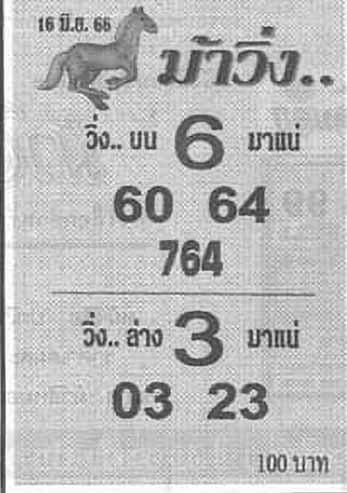 16 มิ.ย. 66
ม้าวิ่ง..
วิ่ง.. บน 6 มาแน่
60 64
764
วิ่ง.. ล่าง 3 มาแน่
03 23
100 บาท